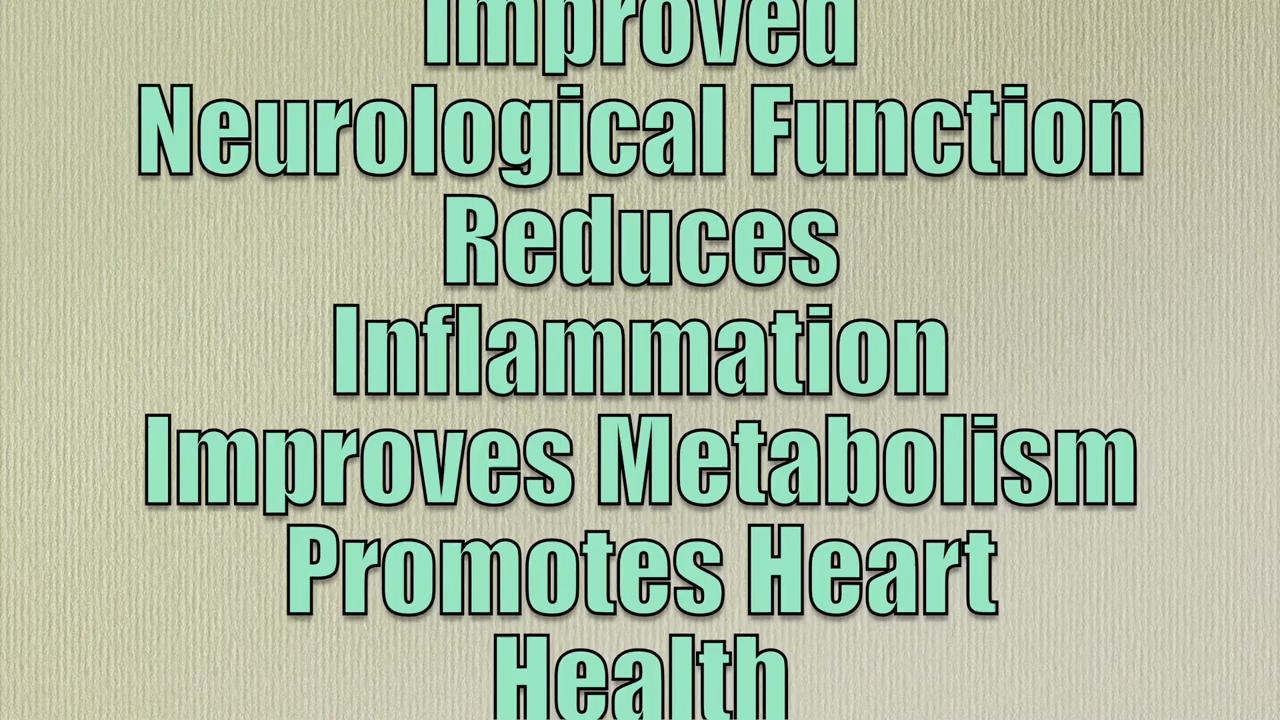 Improved
Neurological Function
Reduces
Inflammation
Improves Metabolism
Promotes Heart
Health